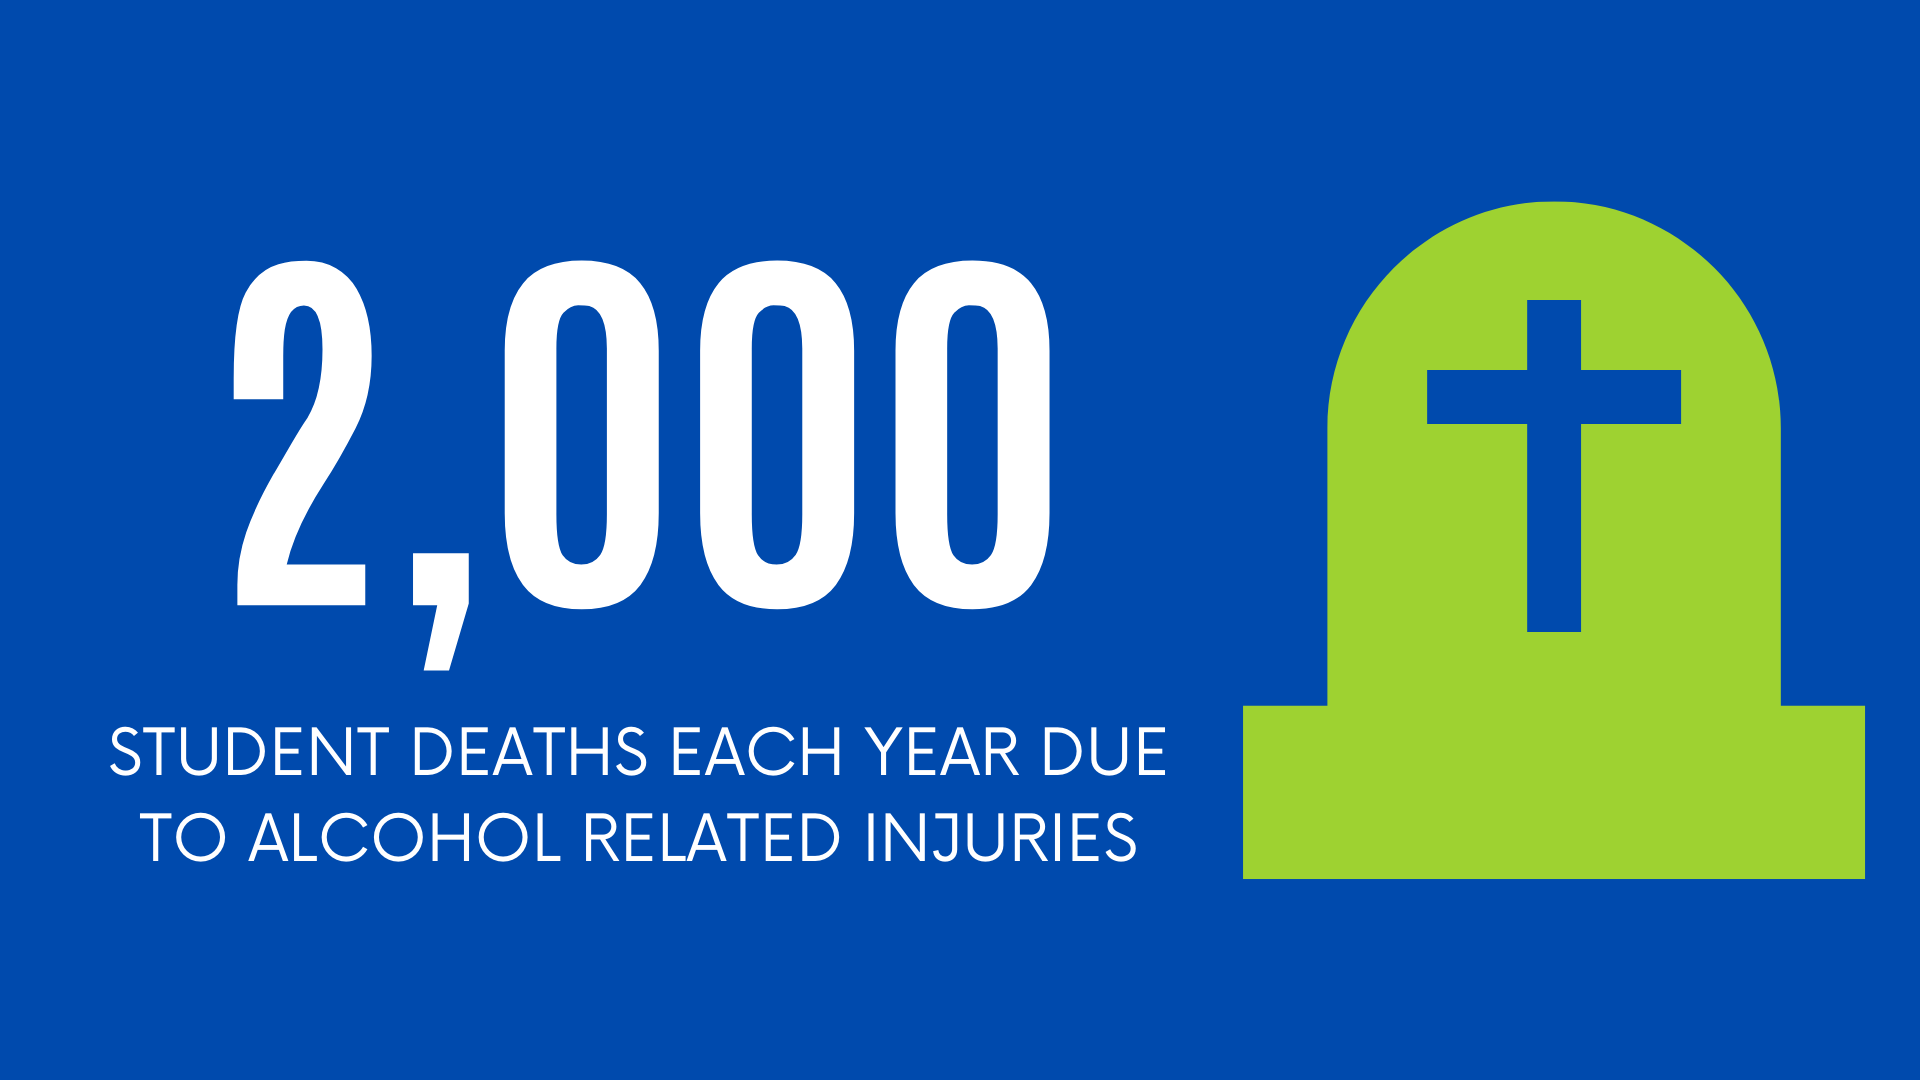 2,000
STUDENT DEATHS EACH YEAR DUE
TO ALCOHOL RELATED INJURIES